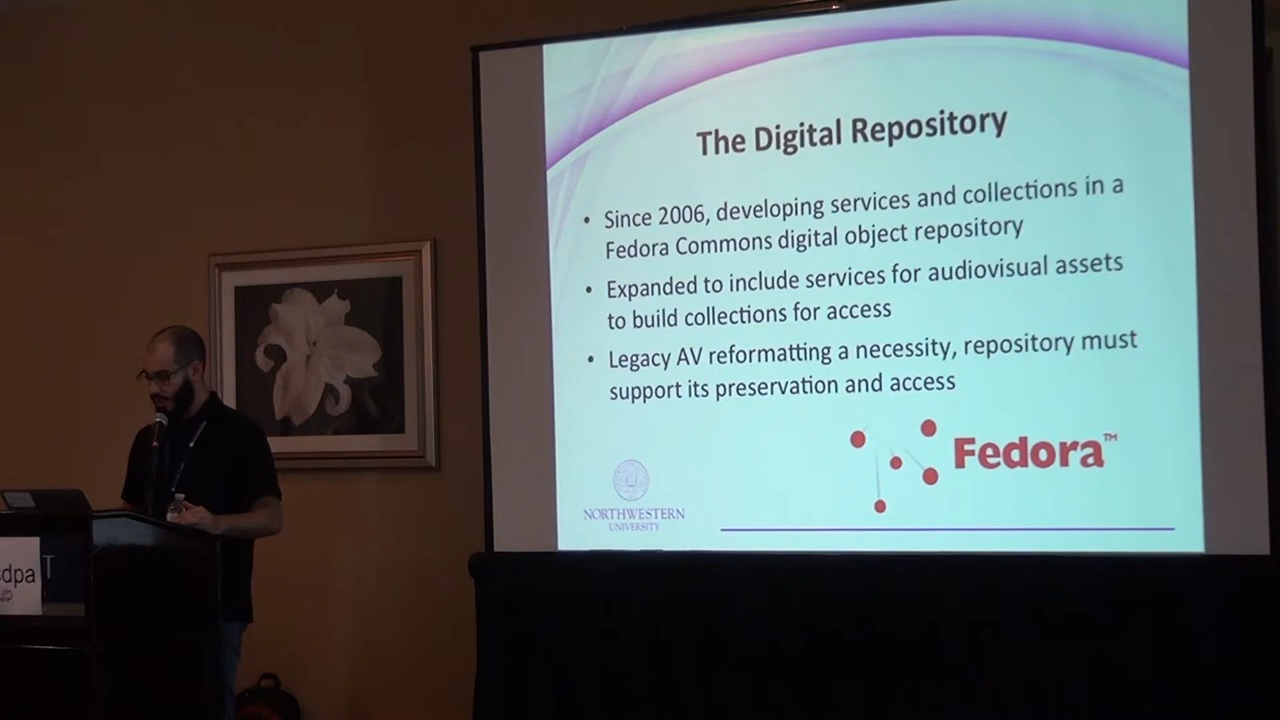 The Digital Repository
• Since 2006, developing services and collections in a
Fedora Commons digital object repository
• Expanded to include services for audiovisual assets
to build collections for access
• Legacy AV reformatting a necessity, repository must
support its preservation and access
Fedora™
NORTHWESTERN
UNIVERSITY
dpa
T